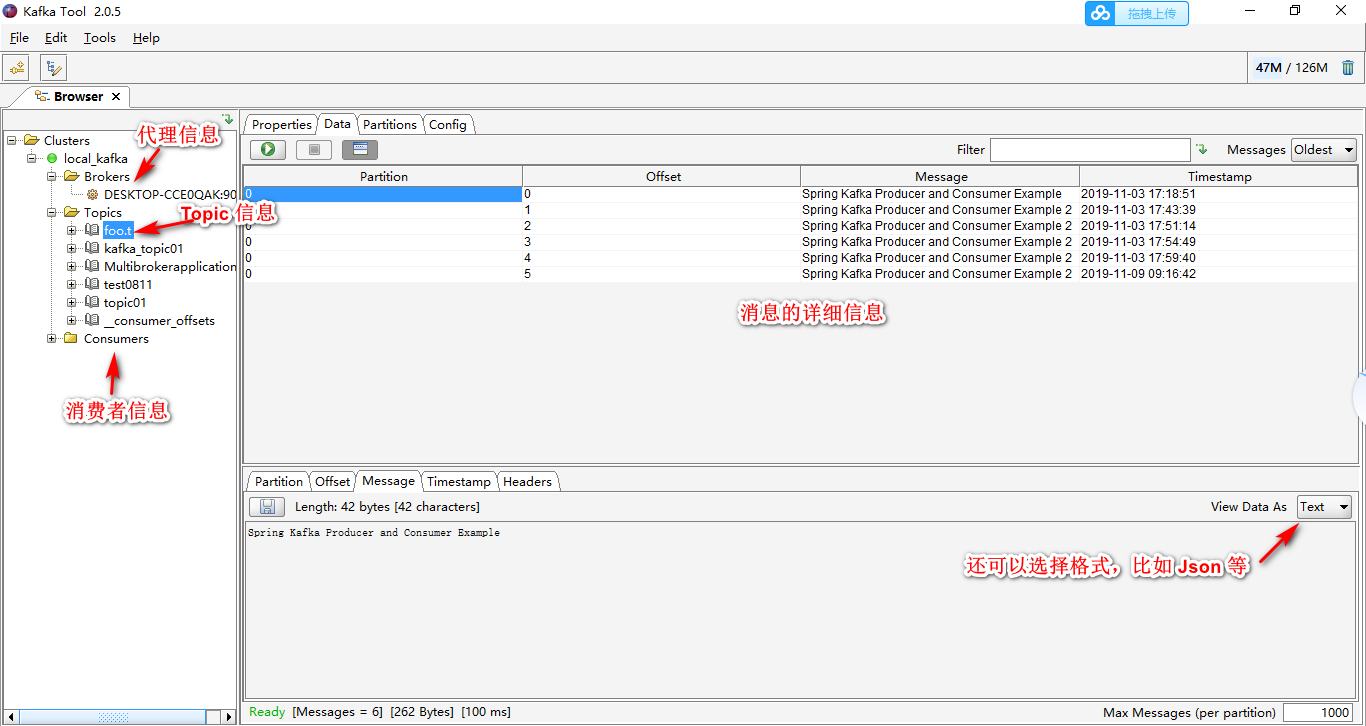 Kafka Tool 2.0.5
拖拽上传
File Edit Tools Help
47M / 126M
Browser
Clusters
local_kafka
Brokers
DESKTOP-CCE0QAK:90
Topics
foo.t
kafka_topic01
Multibrokerapplication
test0811
topic01
__consumer_offsets
Consumers
代理信息
Topic 信息
消费者信息
Properties Data Partitions Config
Filter Messages Oldest
Partition Offset Message Timestamp
0 0 Spring Kafka Producer and Consumer Example 2019-11-03 17:18:51
1 Spring Kafka Producer and Consumer Example 2 2019-11-03 17:43:39
0 2 Spring Kafka Producer and Consumer Example 2 2019-11-03 17:51:14
0 3 Spring Kafka Producer and Consumer Example 2 2019-11-03 17:54:49
0 4 Spring Kafka Producer and Consumer Example 2 2019-11-03 17:59:40
0 5 Spring Kafka Producer and Consumer Example 2 2019-11-09 09:16:42
消息的详细信息
Partition Offset Message Timestamp Headers
Length: 42 bytes [42 characters] View Data As Text
Spring Kafka Producer and Consumer Example
还可以选择格式，比如 Json 等
Ready [Messages = 6] [262 Bytes] [100 ms] Max Messages (per partition) 1000